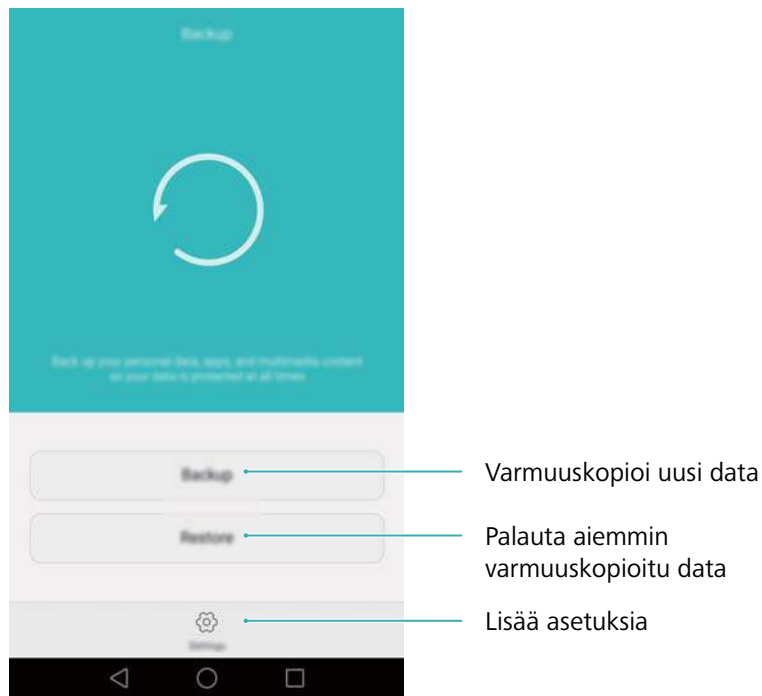 Backup
Back up your personal data, apps, and multimedia content
so your data is protected at all times
Backup
Varmuuskopioi uusi data
Restore
Palauta aiemmin
varmuuskopioitu data
Lisää asetuksia
Settings